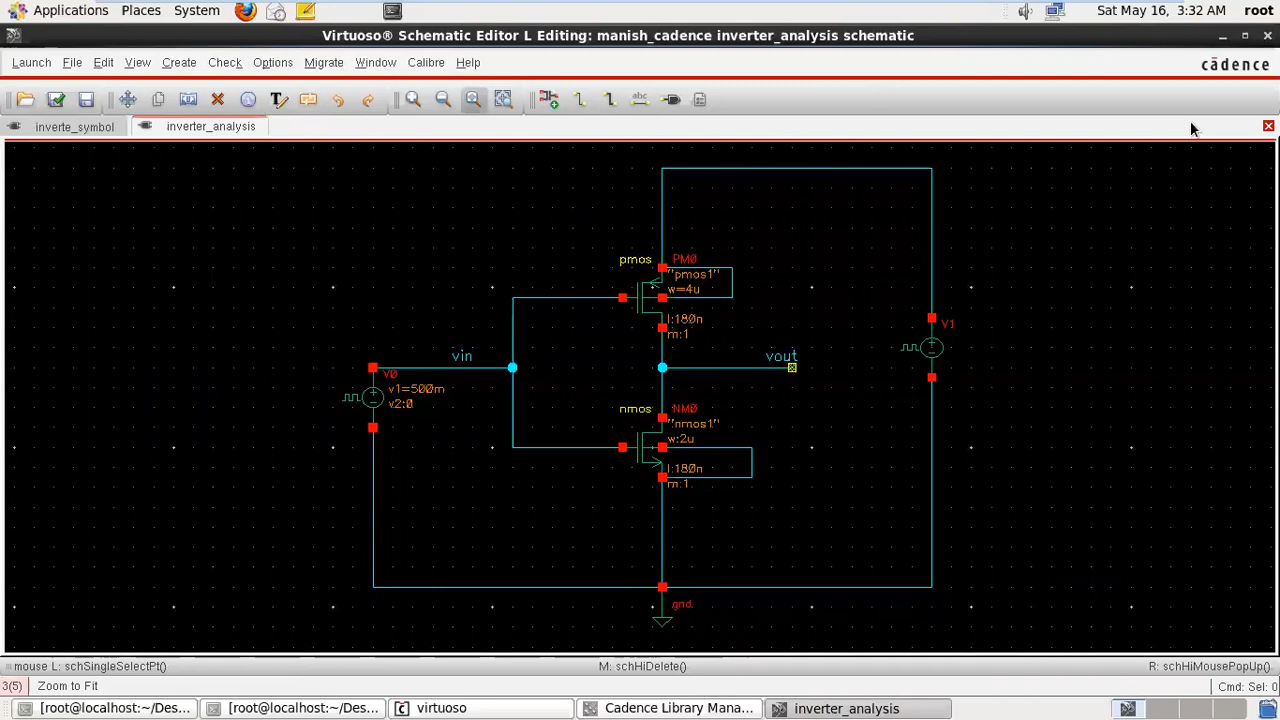 Applications Places System Sat May 16, 3:32 AM root
Virtuoso® Schematic Editor L Editing: manish_cadence inverter_analysis schematic
Launch File Edit View Create Check Options Migrate Window Calibre Help cādence
abc
inverte_symbol inverter_analysis
pmos PM0
"pmos1"
w=4u
l:180n
m:1
V1
vin
vout
V0
v1=500m
v2:0
nmos NM0
"nmos1"
w:2u
l:180n
m:1
gnd
mouse L: schSingleSelectPt() M: schHiDelete() R: schHiMousePopUp()
3(5) Zoom to Fit Cmd: Sel: 0
[root@localhost:~/Des... [root@localhost:~/Des... virtuoso Cadence Library Mana... inverter_analysis